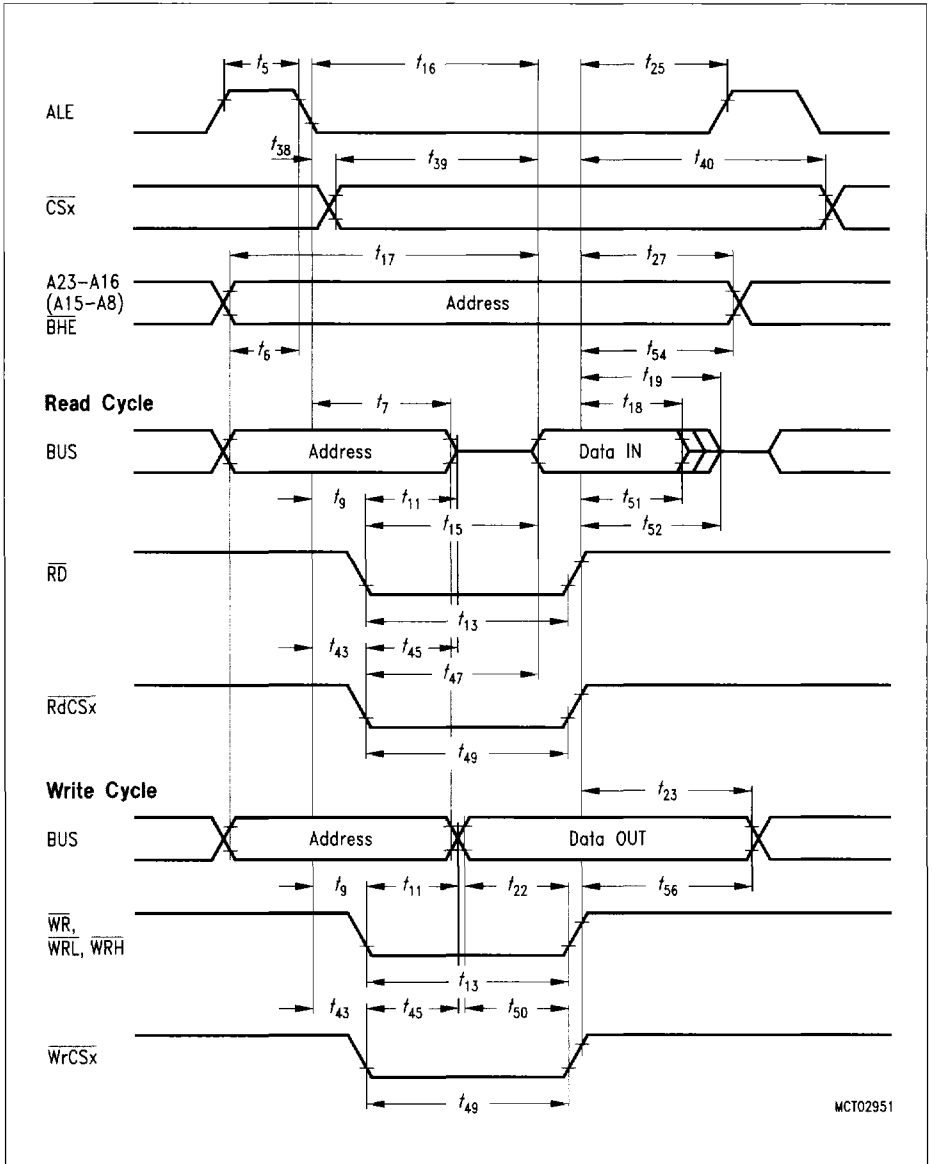 t5 t16 t25
ALE
t38 t39 t40
CSx
t17 t27
A23-A16
(A15-A8)
BHE
Address
t6 t54
t19
Read Cycle
t7 t18
BUS Address Data IN
t9 t11 t51
t15 t52
RD
t13
t43 t45
t47
RdCSx
t49
Write Cycle
t23
BUS Address Data OUT
t9 t11 t22 t56
WR,
WRL, WRH
t13
t43 t45 t50
WrCSx
t49
MCT02951